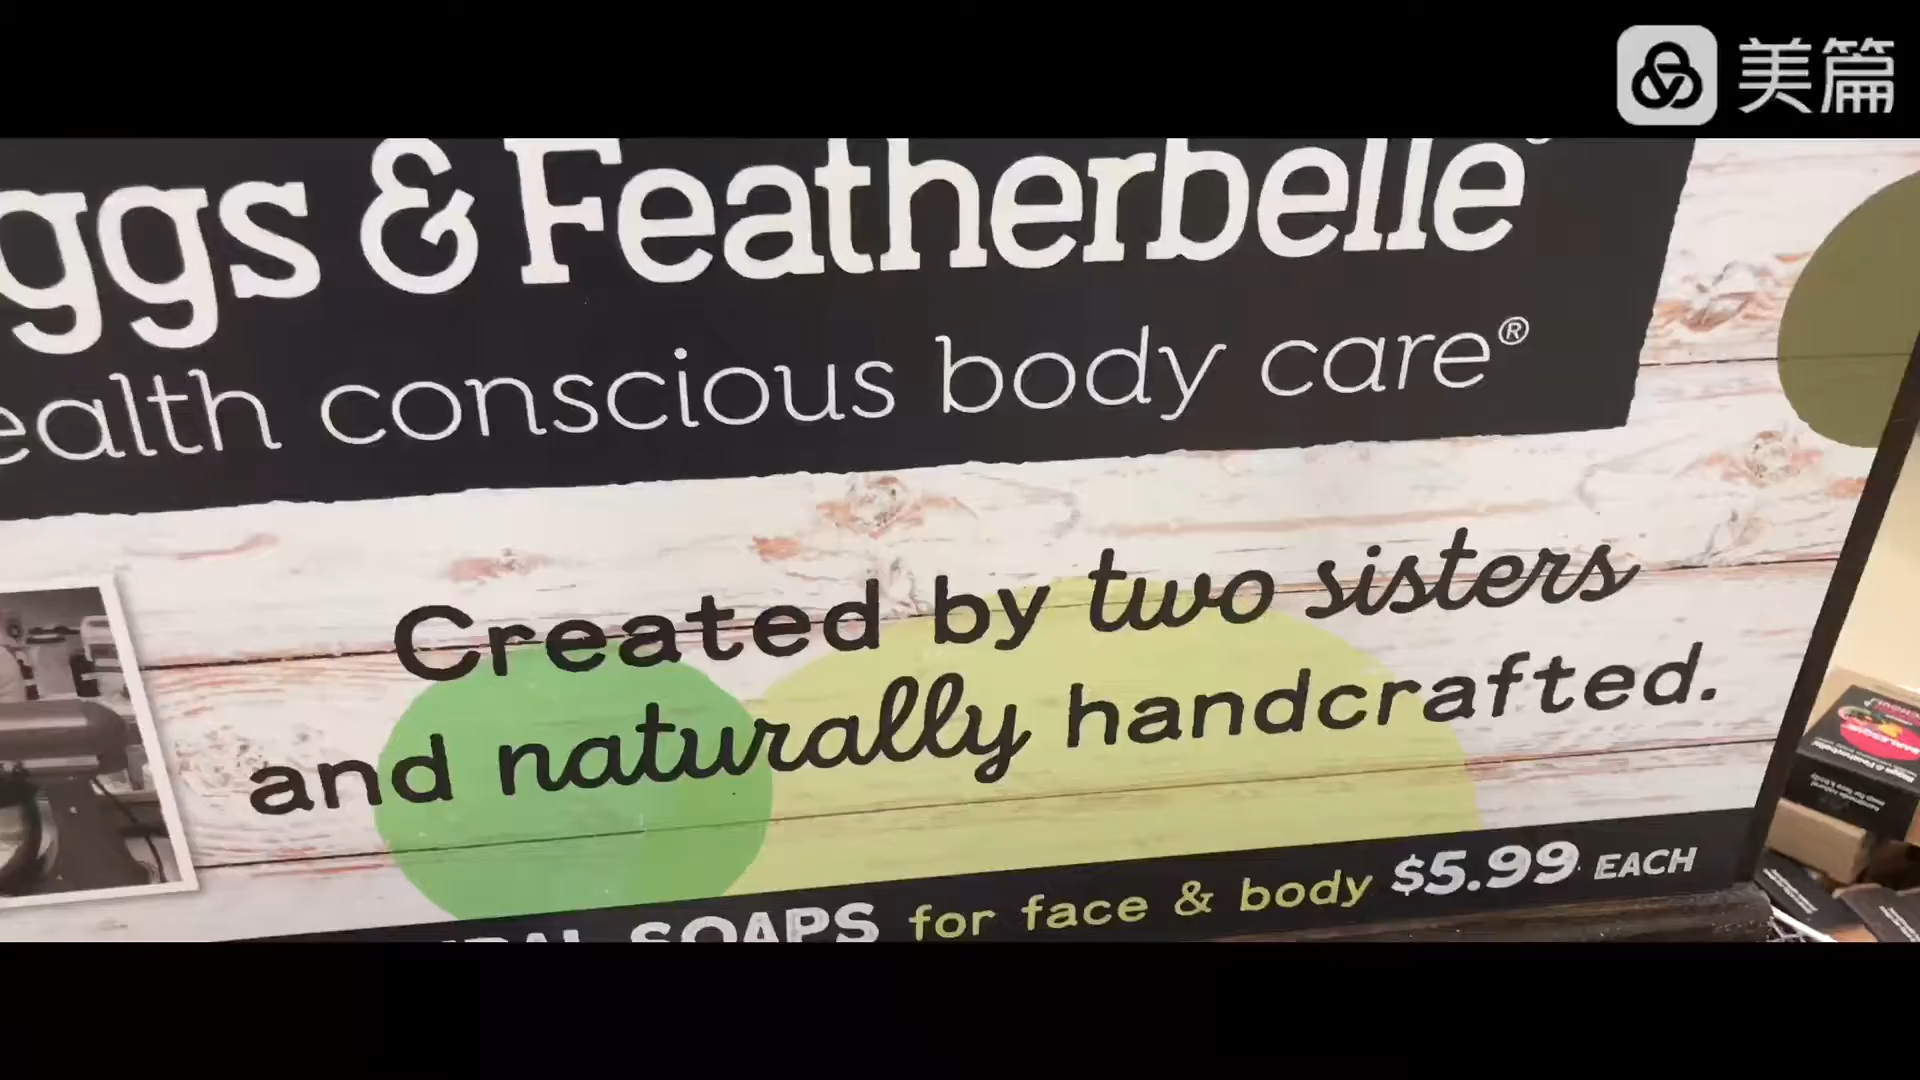 美篇
ggs & Featherbelle
ealth conscious body care®
Created by two sisters
and naturally handcrafted.
SOAPS for face & body $5.99 EACH